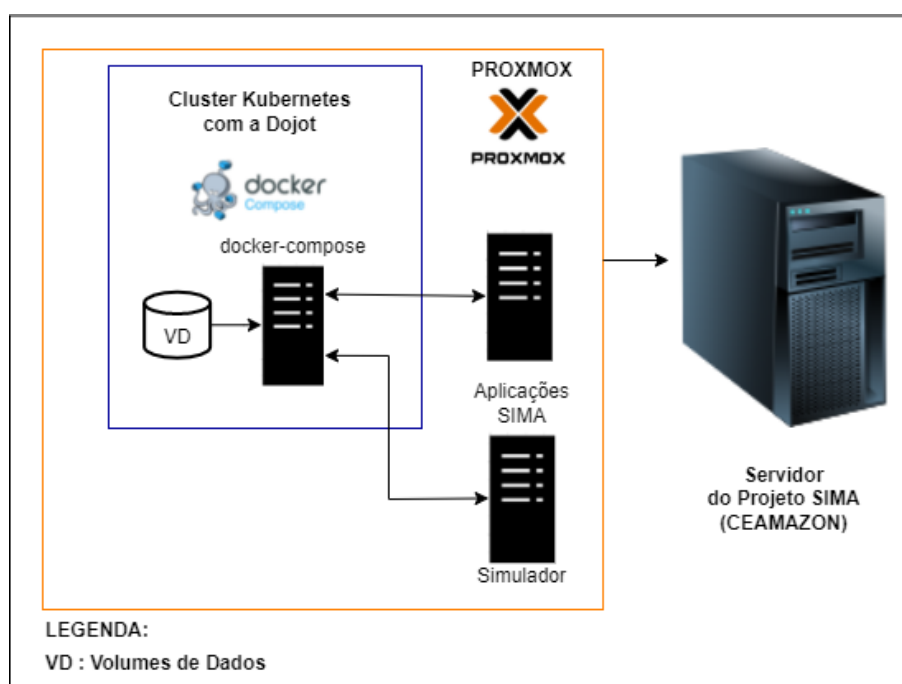 Cluster Kubernetes
com a Dojot
docker
Compose
docker-compose
VD
PROXMOX
PROXMOX
Aplicações
SIMA
Simulador
Servidor
do Projeto SIMA
(CEAMAZON)
LEGENDA:
VD : Volumes de Dados